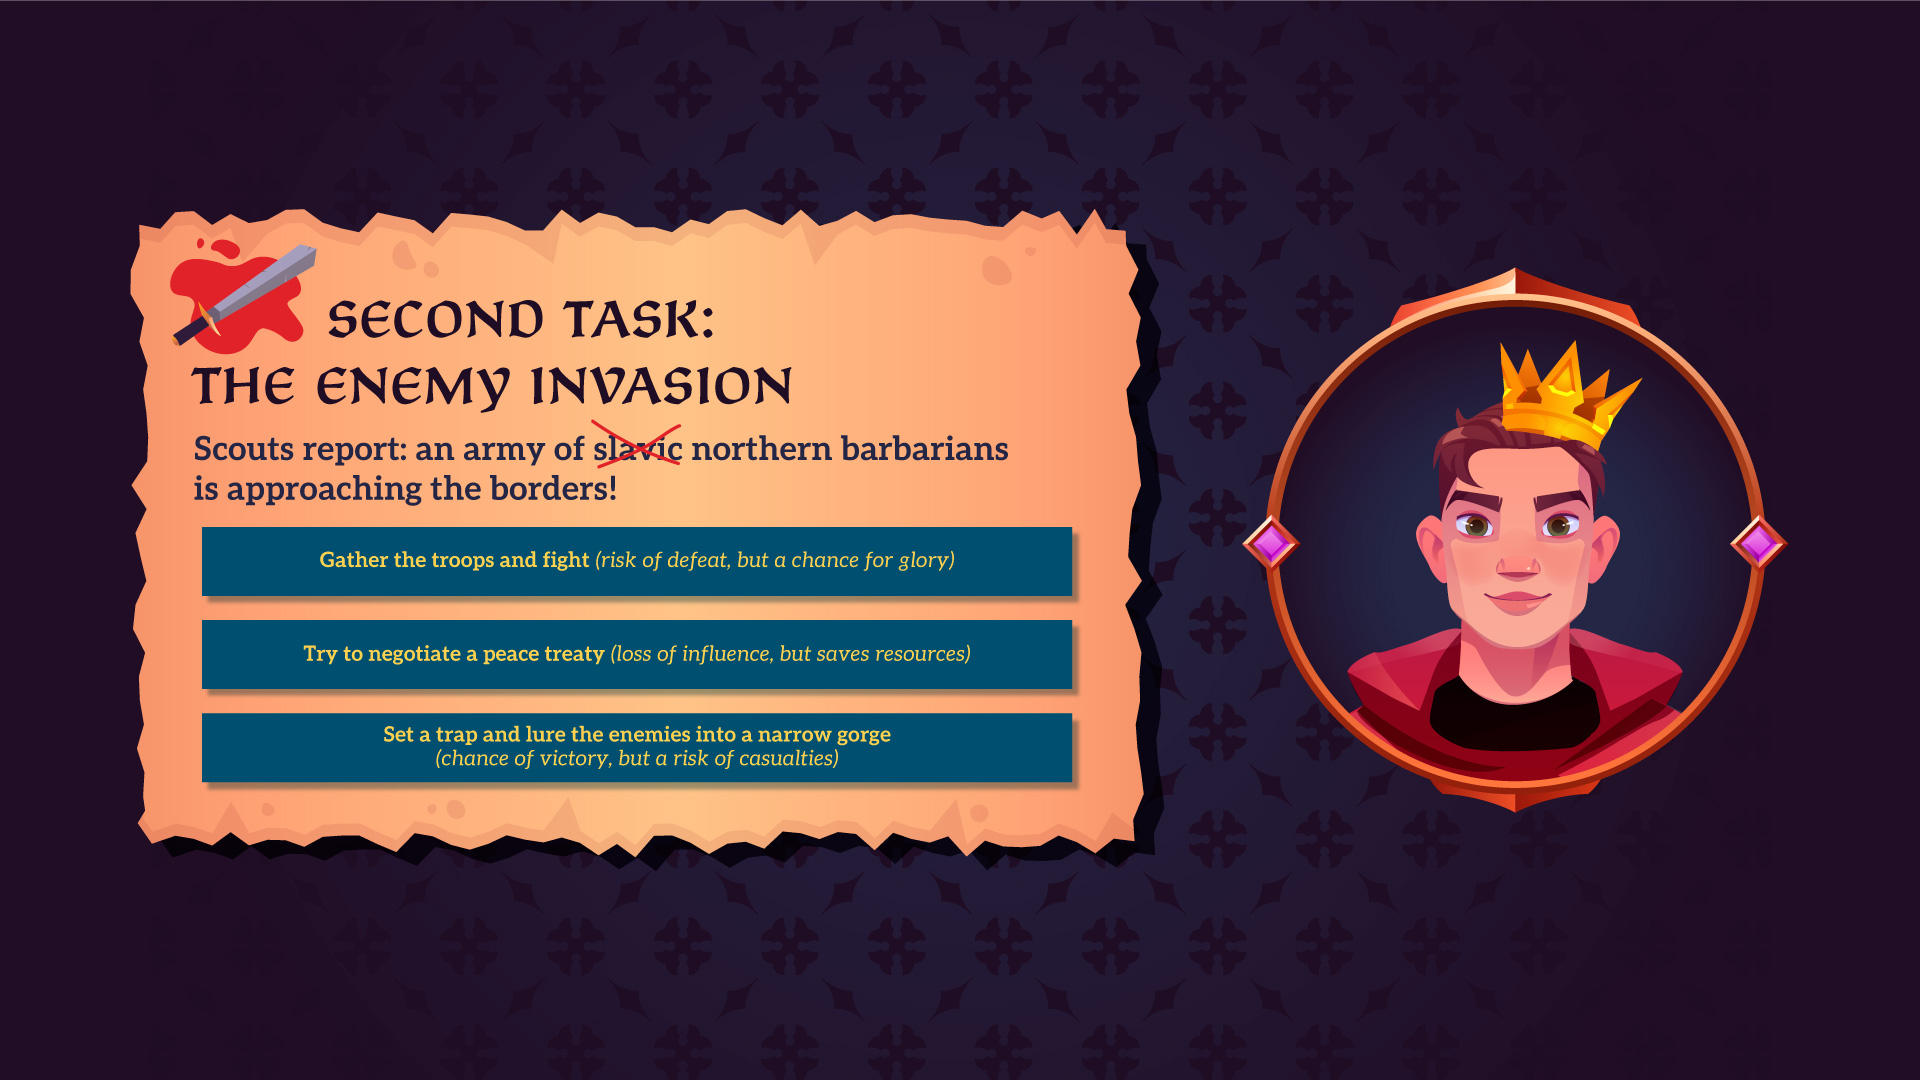 SECOND TASK:
THE ENEMY INVASION
Scouts report: an army of slavic northern barbarians
is approaching the borders!
Gather the troops and fight (risk of defeat, but a chance for glory)
Try to negotiate a peace treaty (loss of influence, but saves resources)
Set a trap and lure the enemies into a narrow gorge
(chance of victory, but a risk of casualties)